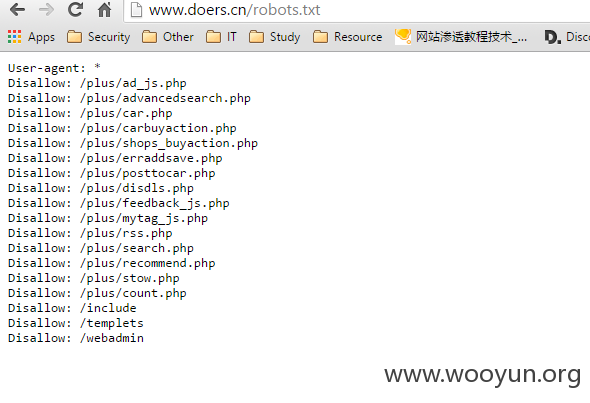 www.doers.cn/robots.txt
Apps Security Other IT Study Resource 网站渗透教程技术_... Disco
User-agent: *
Disallow: /plus/ad_js.php
Disallow: /plus/advancedsearch.php
Disallow: /plus/car.php
Disallow: /plus/carbuyaction.php
Disallow: /plus/shops_buyaction.php
Disallow: /plus/erraddsave.php
Disallow: /plus/posttocar.php
Disallow: /plus/disdls.php
Disallow: /plus/feedback_js.php
Disallow: /plus/mytag_js.php
Disallow: /plus/rss.php
Disallow: /plus/search.php
Disallow: /plus/recommend.php
Disallow: /plus/stow.php
Disallow: /plus/count.php
Disallow: /include
Disallow: /templets
Disallow: /webadmin
www.wooyun.org